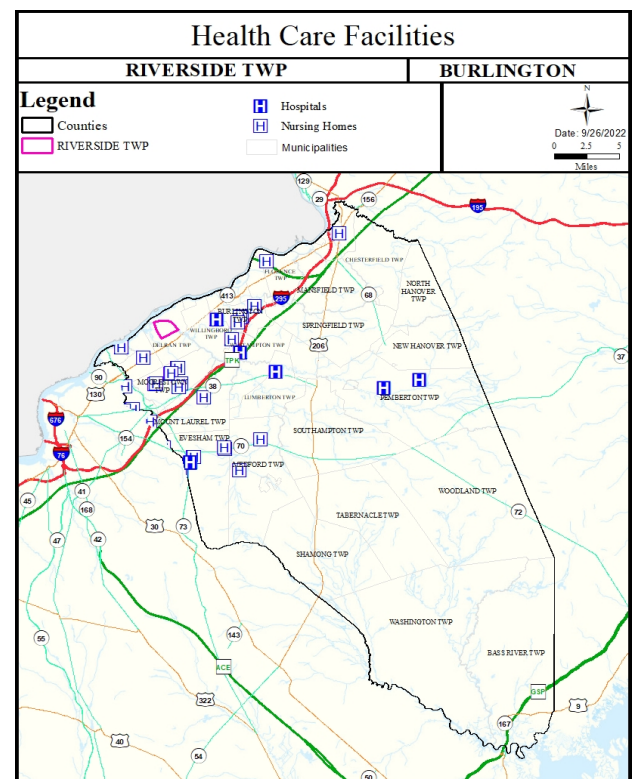 Health Care Facilities
RIVERSIDE TWP
BURLINGTON
Legend
Counties
RIVERSIDE TWP
H Hospitals
H Nursing Homes
Municipalities
N
Date: 9/26/2022
0 2.5 5
Miles
129
29
156
195
CHESTERFIELD TWP
FLORENCE TWP
413
295
MANSFIELD TWP
68
NORTH HANOVER TWP
BURLINGTON
WILLINGBORO TWP
SPRINGFIELD TWP
DELRAN TWP
206
NEW HANOVER TWP
TPK
37
90
130
MOORESTOWN TWP
38
LUMBERTON TWP
PEMBERTON TWP
676
MOUNT LAUREL TWP
154
EVESHAM TWP
70
SOUTHAMPTON TWP
76
MEDFORD TWP
WOODLAND TWP
45
41
168
30
73
TABERNACLE TWP
72
47
42
SHAMONG TWP
WASHINGTON TWP
55
143
BASS RIVER TWP
ACE
GSP
322
9
167
40
54
50